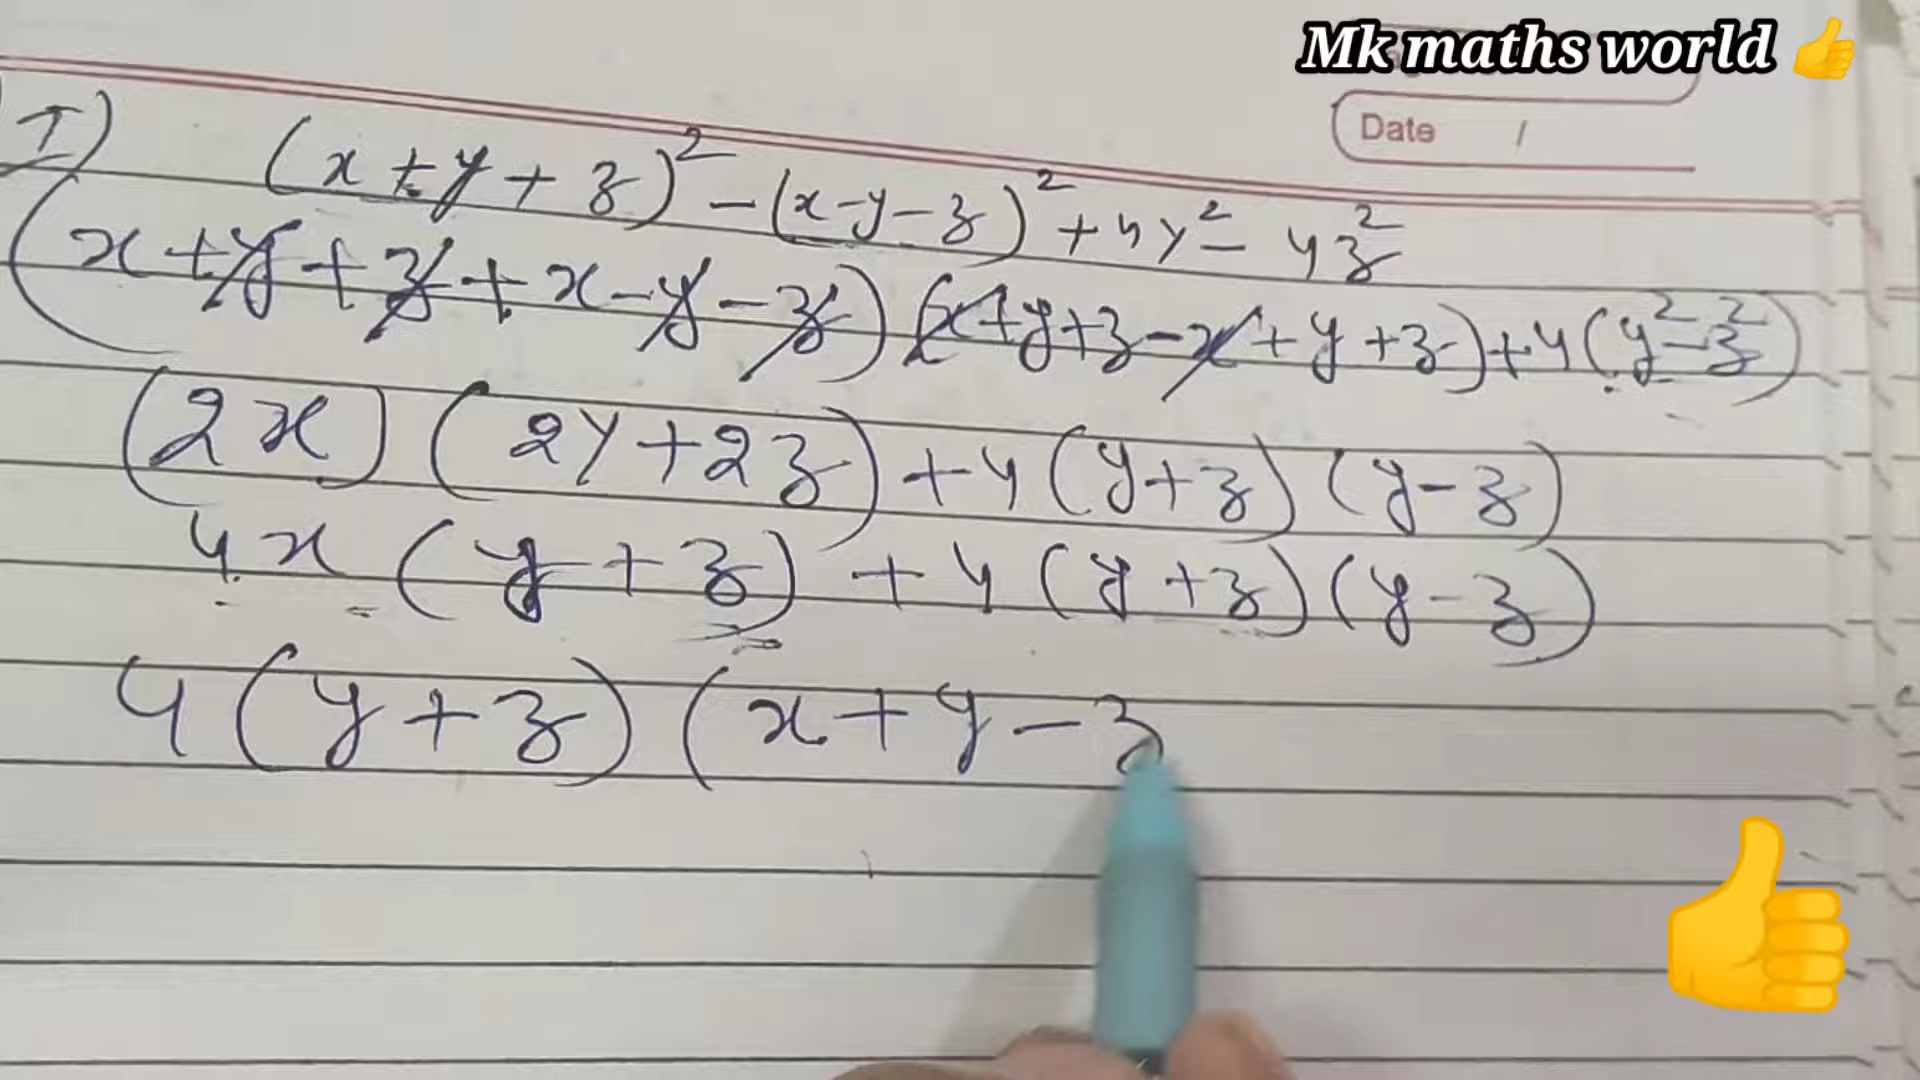 Mk maths world 👍
Date /
I) (x+y+z)² - (x-y-z)² + 4y² - 4z²
(x+y+z+x-y-z)(x+y+z-x+y+z)+4(y²-z²)
(2x)(2y+2z)+4(y+z)(y-z)
4x(y+z)+4(y+z)(y-z)
4(y+z)(x+y-z